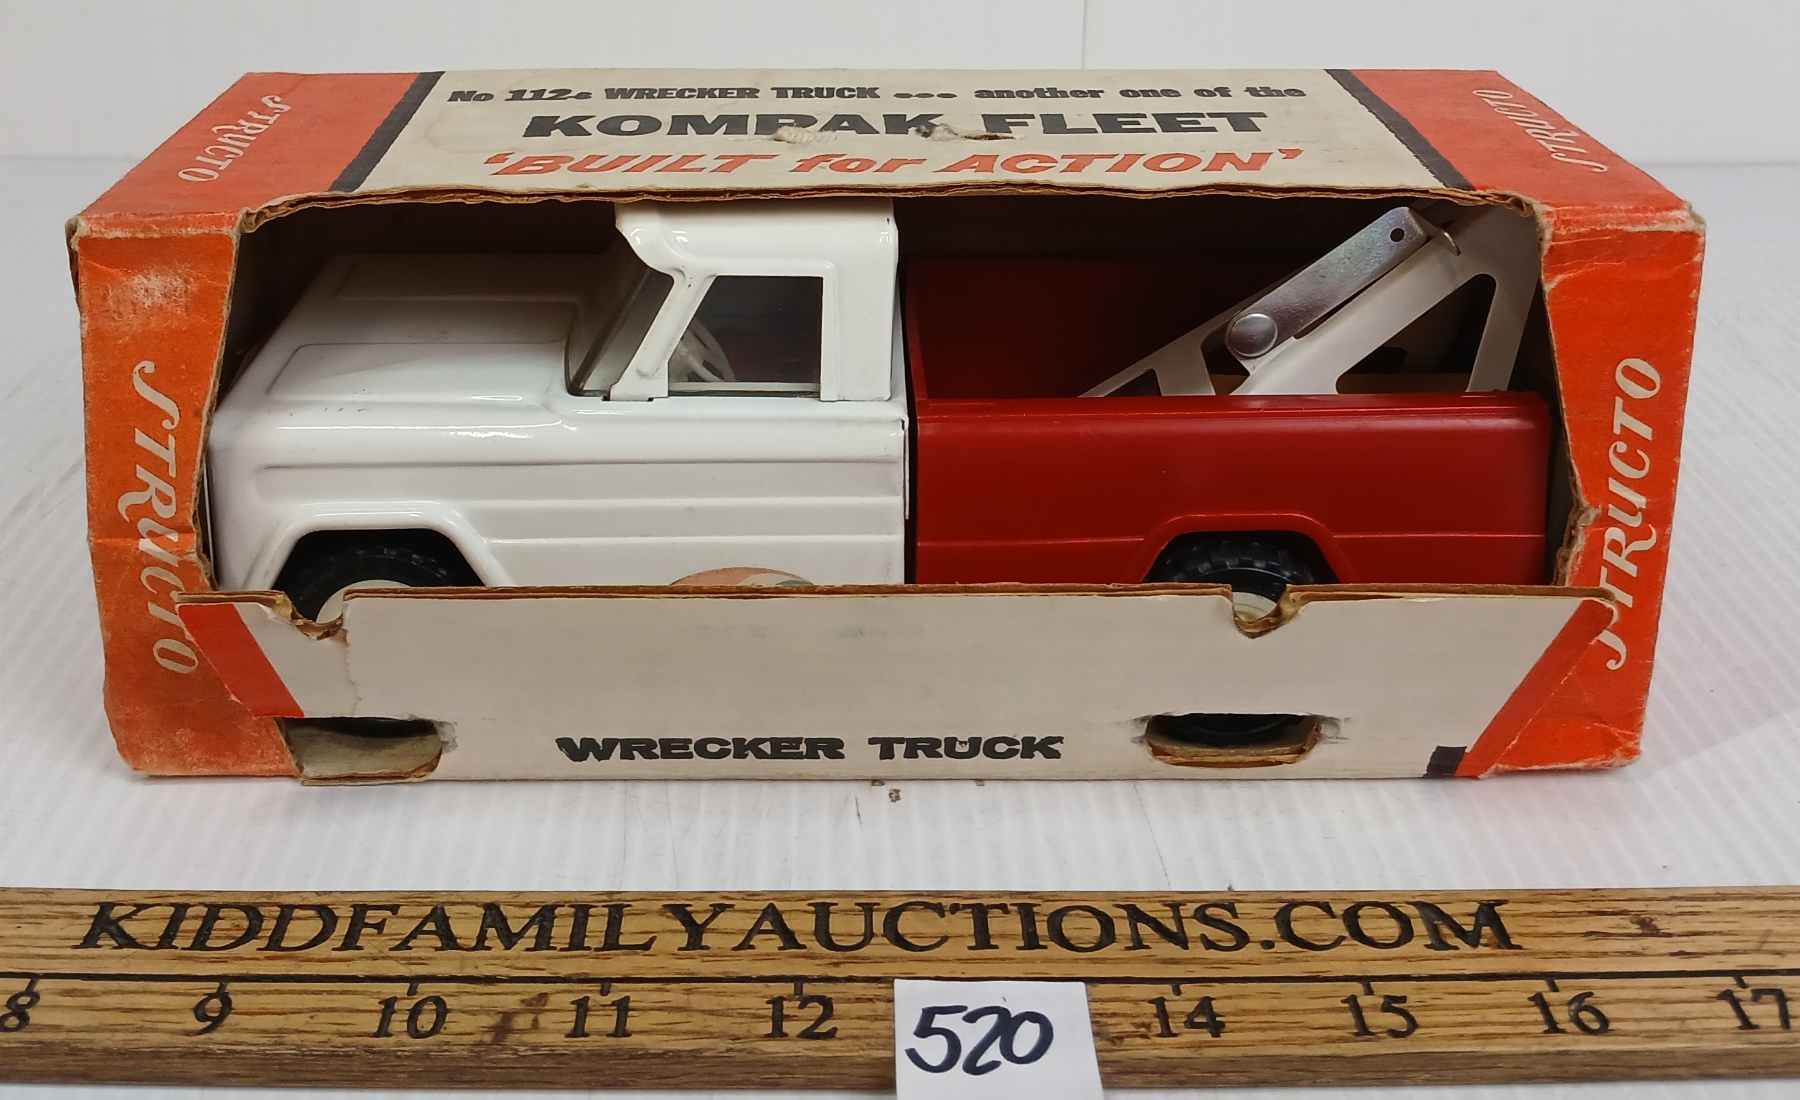 No 112 WRECKER TRUCK ... another one of the
KOMPAK FLEET
'BUILT for ACTION'
STRUCTO
STRUCTO
STRUCTO
STRUCTO
WRECKER TRUCK
KIDDFAMILYAUCTIONS.COM
8 9 10 11 12 14 15 16 17
520